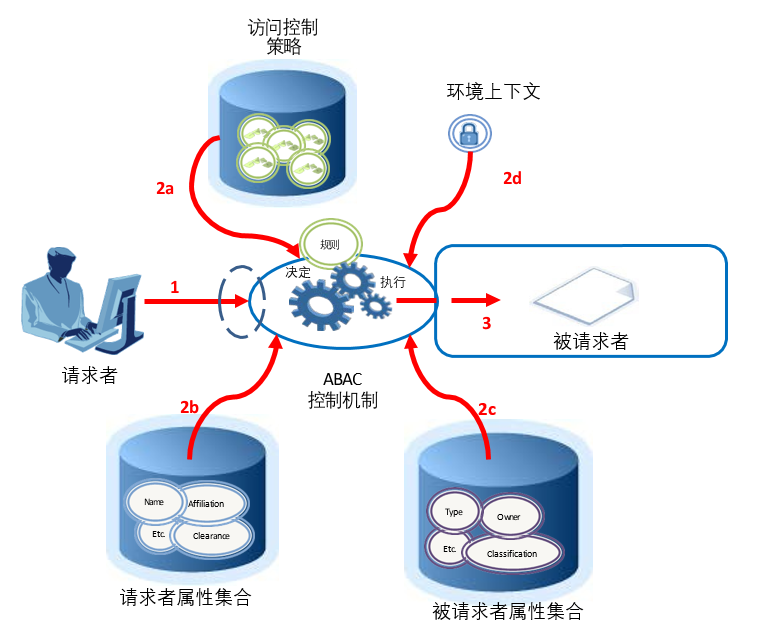 访问控制
策略
环境上下文
2a
2d
规则
决定
执行
1
3
请求者
被请求者
ABAC
控制机制
2b
2c
Name
Affiliation
Etc.
Clearance
Type
Owner
Etc.
Classification
请求者属性集合
被请求者属性集合